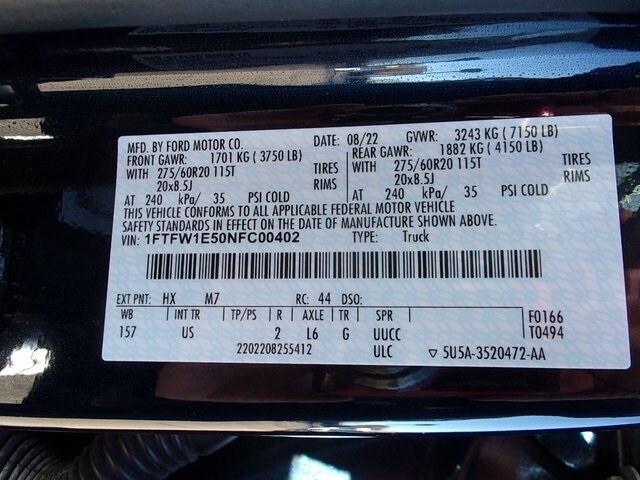 MFD. BY FORD MOTOR CO. DATE: 08/22 GVWR: 3243 KG ( 7150 LB)
FRONT GAWR: 1701 KG ( 3750 LB) REAR GAWR: 1882 KG ( 4150 LB)
WITH 275/60R20 115T TIRES WITH 275/60R20 115T TIRES
20x8.5J RIMS 20x8.5J RIMS
AT 240 kPa/ 35 PSI COLD AT 240 kPa/ 35 PSI COLD
THIS VEHICLE CONFORMS TO ALL APPLICABLE FEDERAL MOTOR VEHICLE
SAFETY STANDARDS IN EFFECT ON THE DATE OF MANUFACTURE SHOWN ABOVE.
VIN: 1FTFW1E50NFC00402 TYPE: Truck
EXT PNT: HX M7 RC: 44 DSO:
WB INT TR TP/PS R AXLE TR SPR F0166
157 US 2 L6 G UUCC T0494
2202208255412 ULC ▽ 5U5A-3520472-AA